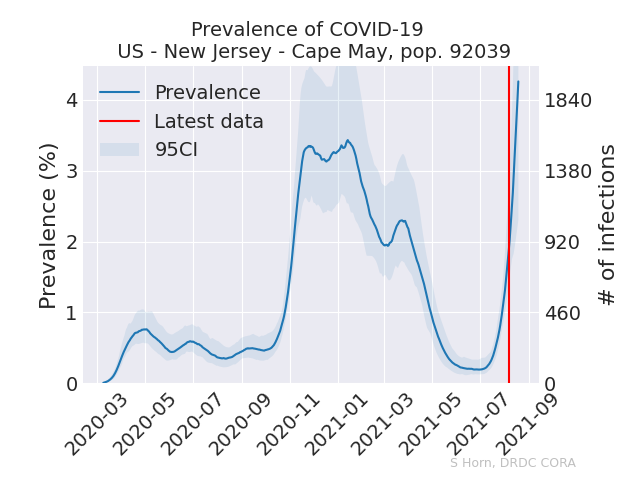 Prevalence of COVID-19
US - New Jersey - Cape May, pop. 92039
Prevalence
Latest data
95CI
Prevalence (%)
4
3
2
1
0
# of infections
1840
1380
920
460
0
2020-03
2020-05
2020-07
2020-09
2020-11
2021-01
2021-03
2021-05
2021-07
2021-09
S Horn, DRDC CORA